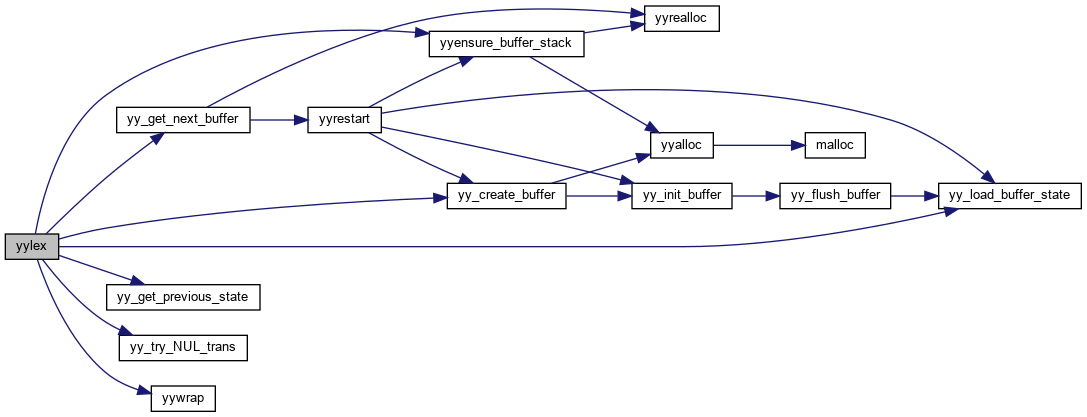 yyrealloc
yyensure_buffer_stack
yy_get_next_buffer
yyrestart
yyalloc
malloc
yy_create_buffer
yy_init_buffer
yy_flush_buffer
yy_load_buffer_state
yylex
yy_get_previous_state
yy_try_NUL_trans
yywrap